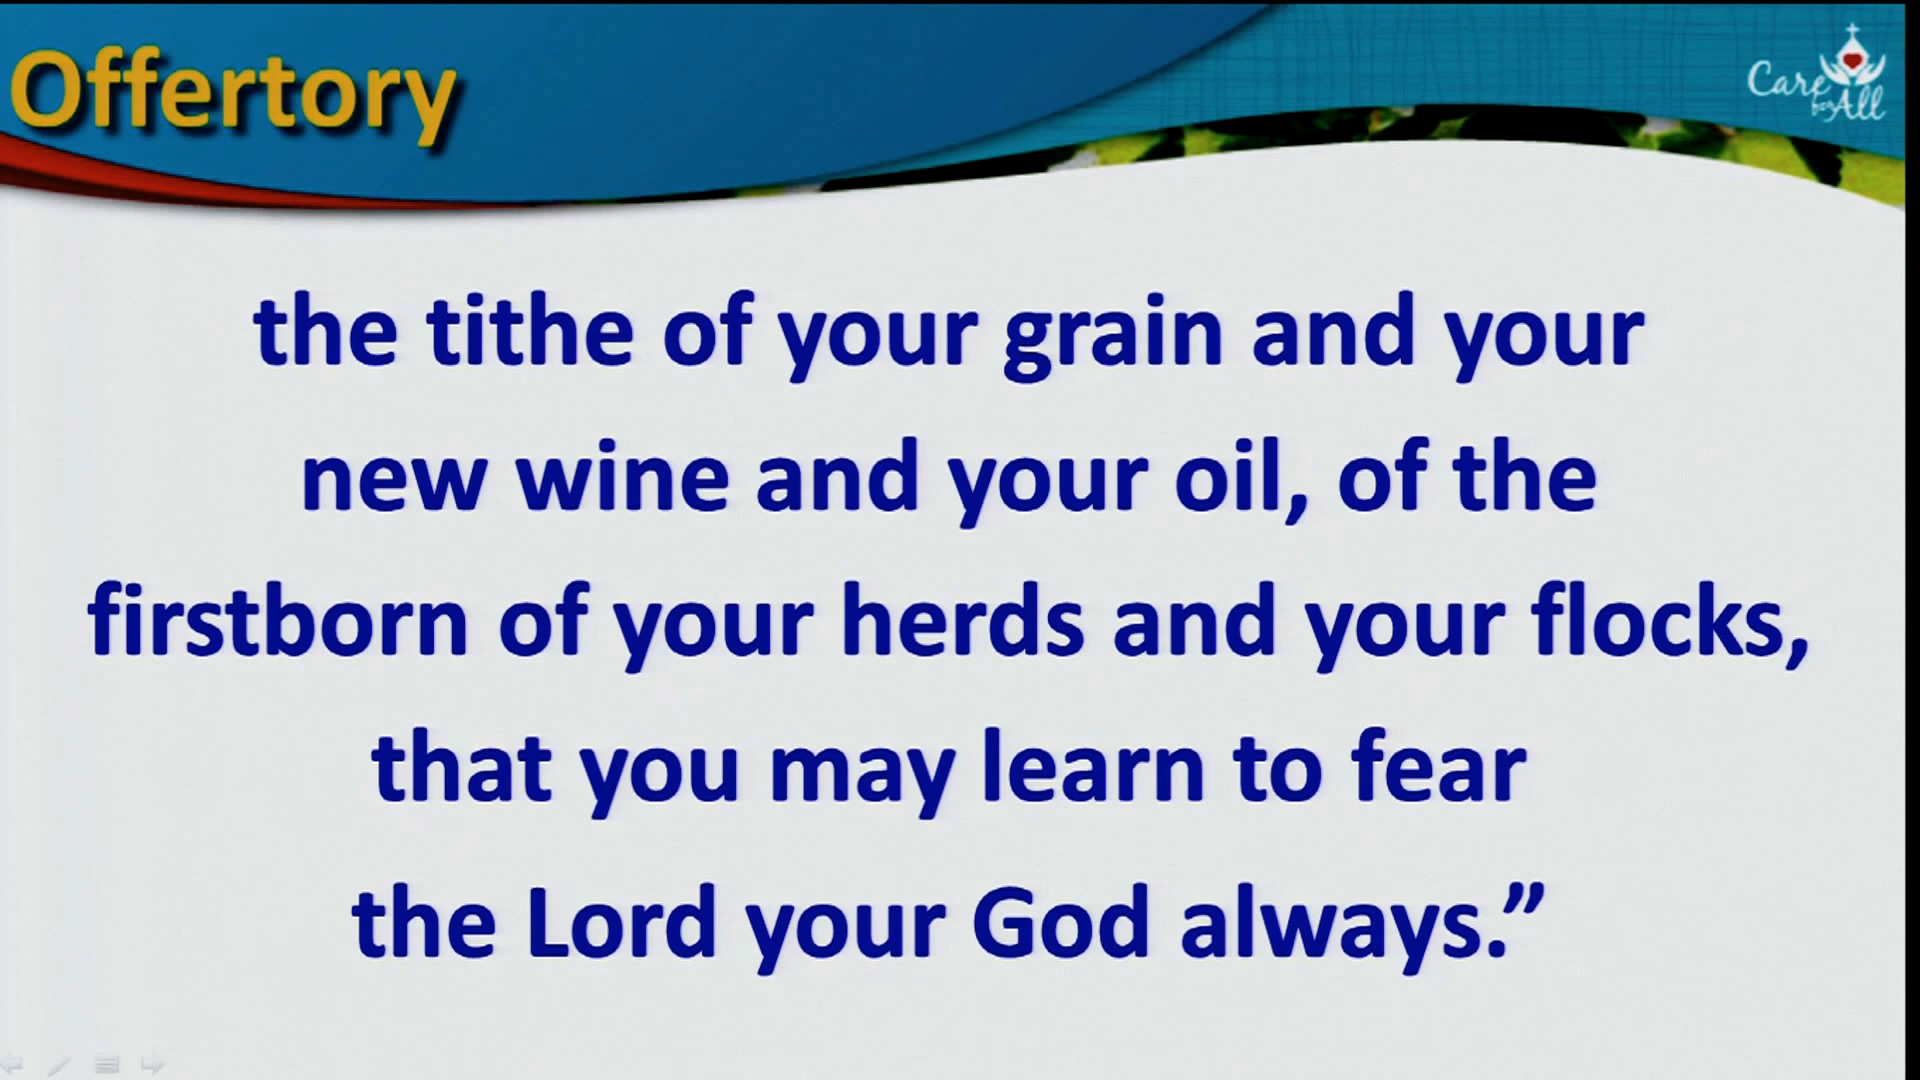 Offertory
Care
for All
the tithe of your grain and your
new wine and your oil, of the
firstborn of your herds and your flocks,
that you may learn to fear
the Lord your God always.”